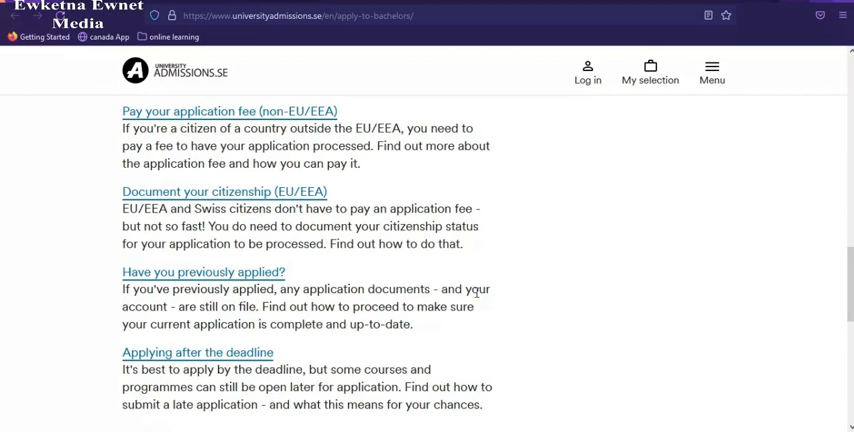 Ewketna Ewnet
Media
https://www.universityadmissions.se/en/apply-to-bachelors/
Getting Started canada App online learning
A UNIVERSITY
ADMISSIONS.SE
Log in My selection Menu
Pay your application fee (non-EU/EEA)
If you're a citizen of a country outside the EU/EEA, you need to
pay a fee to have your application processed. Find out more about
the application fee and how you can pay it.
Document your citizenship (EU/EEA)
EU/EEA and Swiss citizens don't have to pay an application fee -
but not so fast! You do need to document your citizenship status
for your application to be processed. Find out how to do that.
Have you previously applied?
If you've previously applied, any application documents - and your
account - are still on file. Find out how to proceed to make sure
your current application is complete and up-to-date.
Applying after the deadline
It's best to apply by the deadline, but some courses and
programmes can still be open later for application. Find out how to
submit a late application - and what this means for your chances.